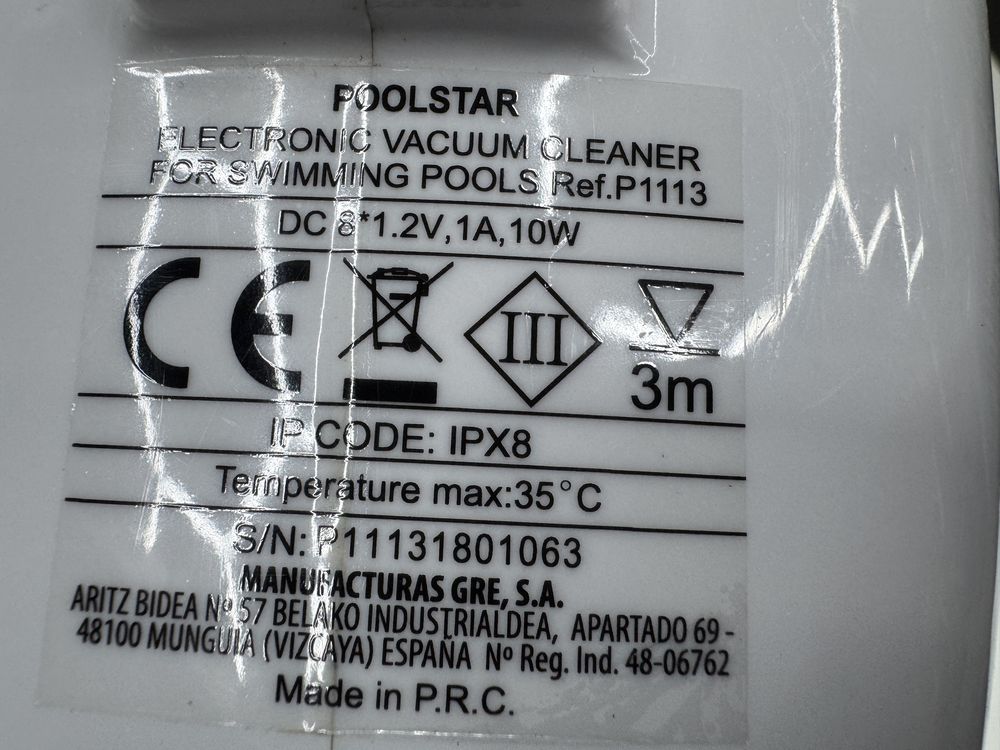 POOLSTAR
ELECTRONIC VACUUM CLEANER
FOR SWIMMING POOLS Ref.P1113
DC 8*1.2V,1A,10W
CE III
3m
IP CODE: IPX8
Temperature max:35°C
S/N: P11131801063
MANUFACTURAS GRE, S.A.
ARITZ BIDEA Nº 57 BELAKO INDUSTRIALDEA, APARTADO 69 -
48100 MUNGUIA (VIZCAYA) ESPAÑA Nº Reg. Ind. 48-06762
Made in P.R.C.